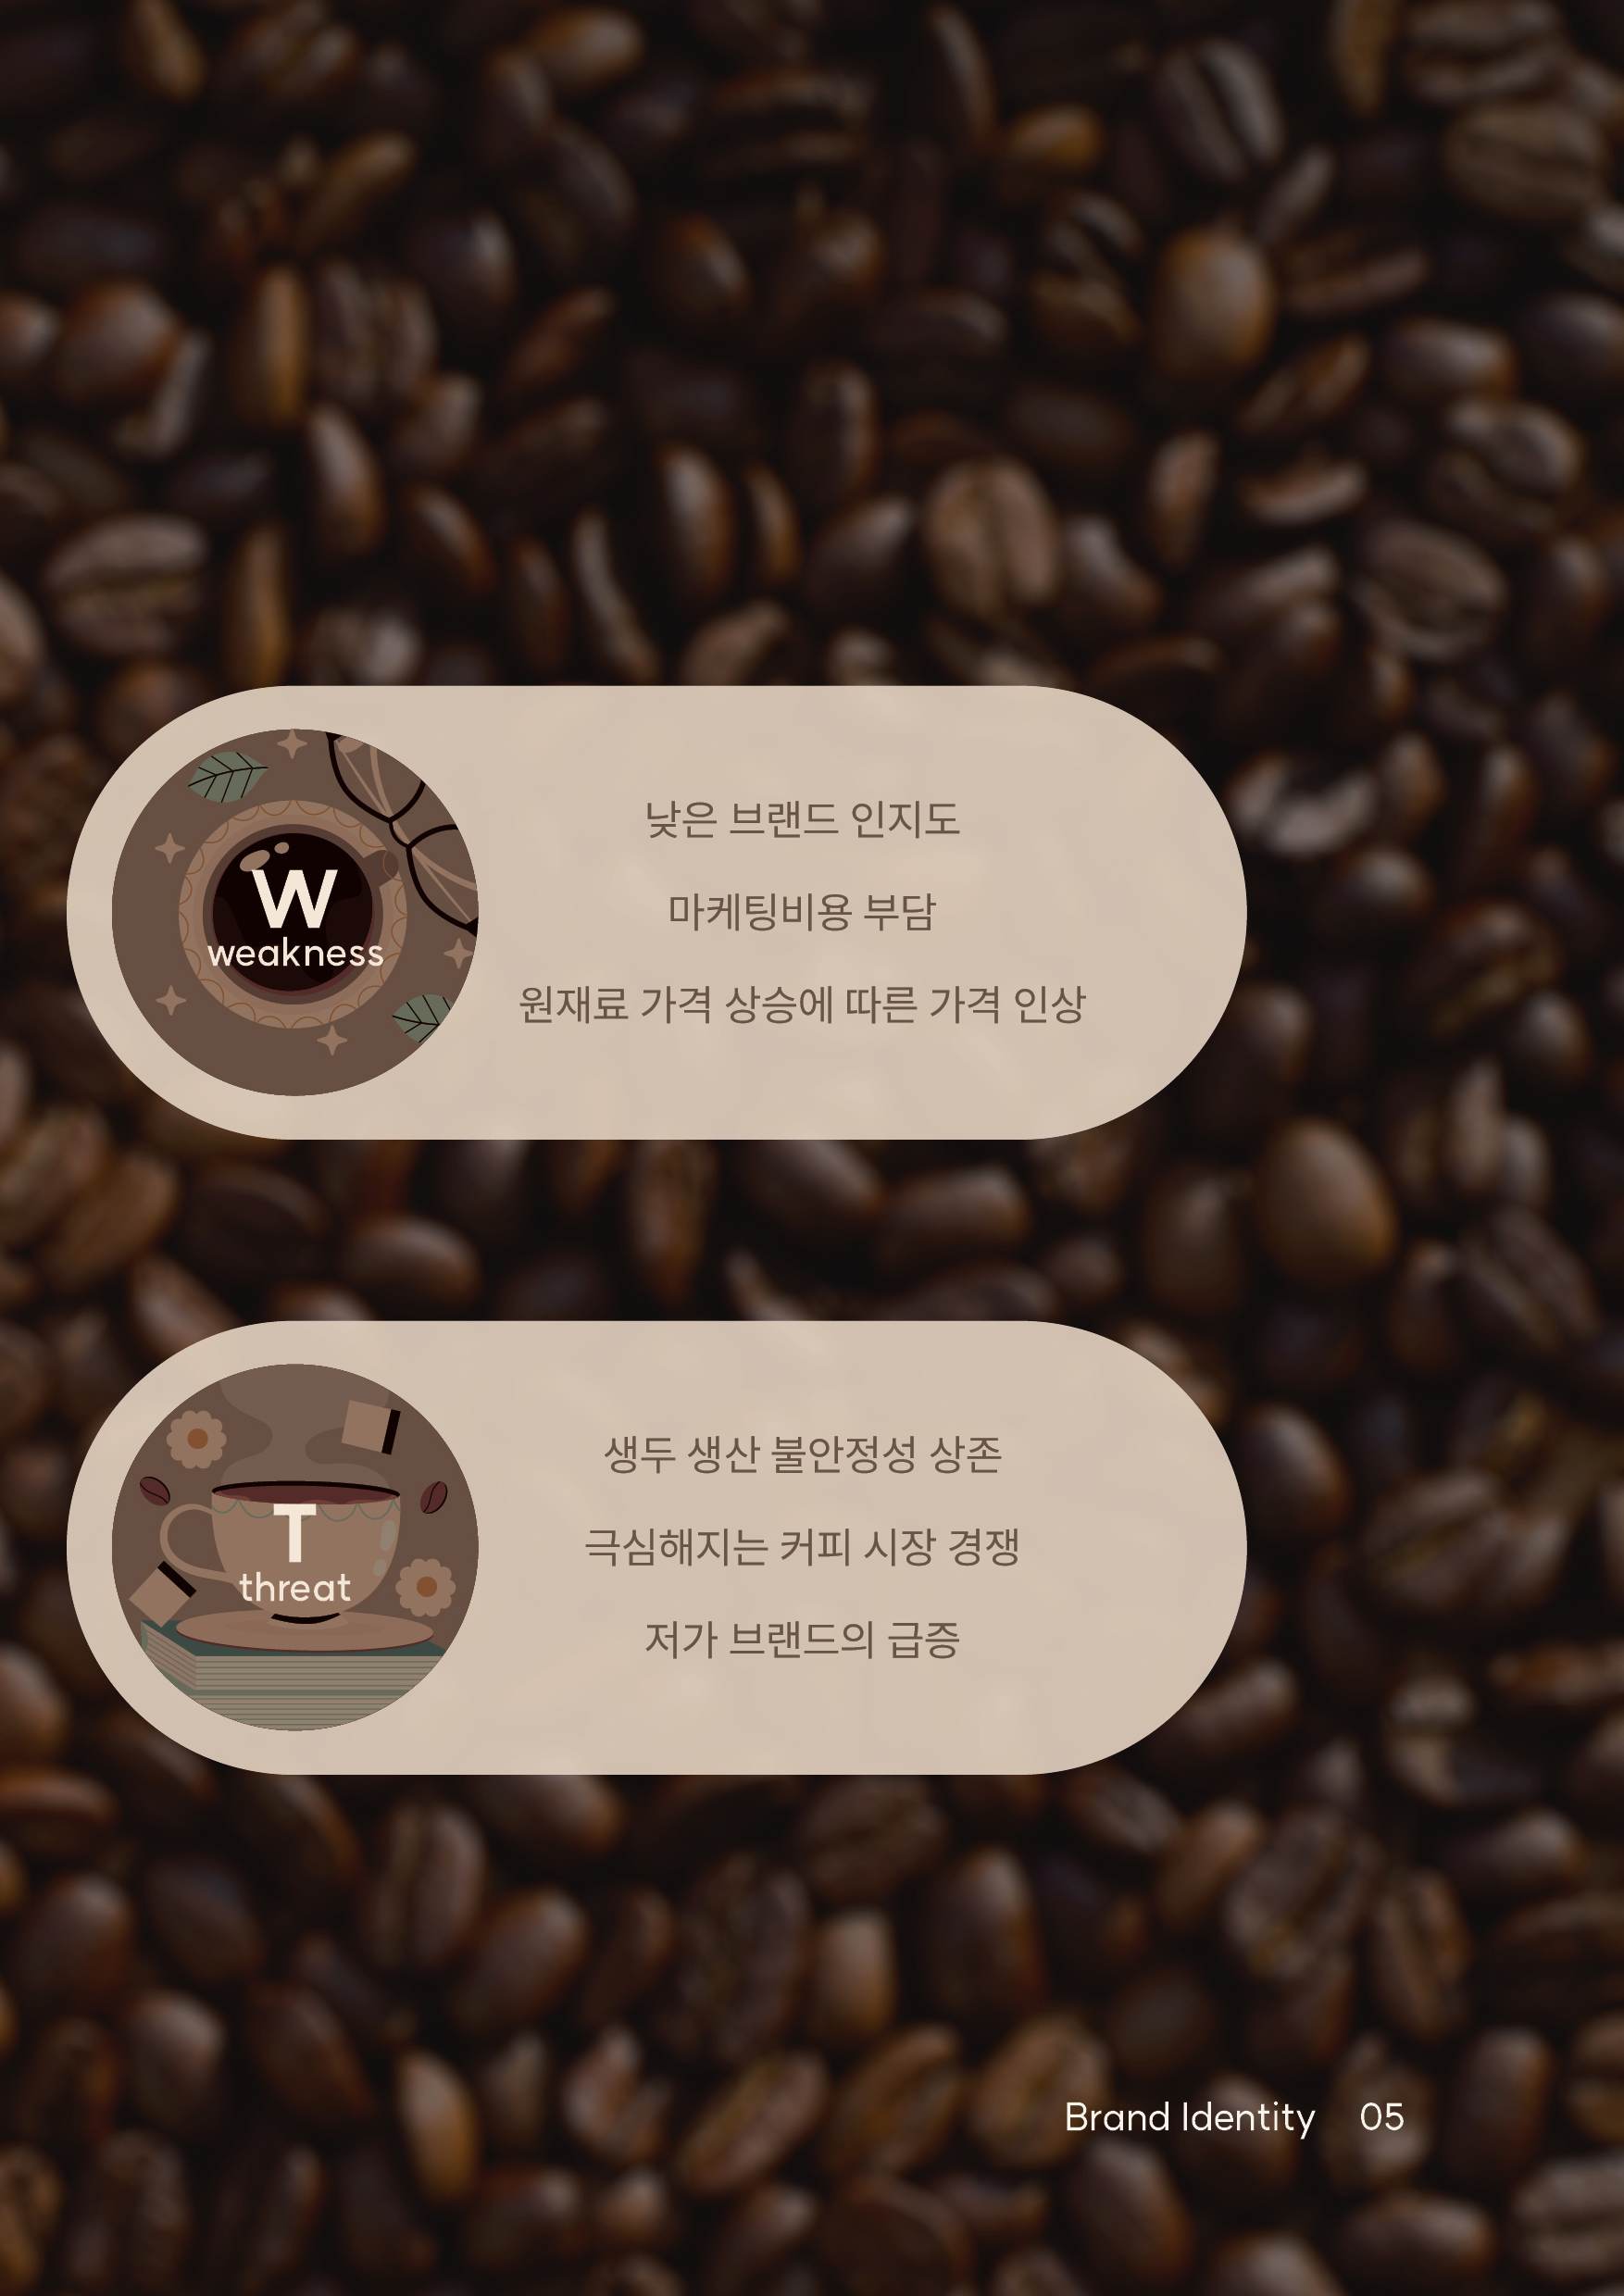 W
weakness
낮은 브랜드 인지도
마케팅비용 부담
원재료 가격 상승에 따른 가격 인상
T
threat
생두 생산 불안정성 상존
극심해지는 커피 시장 경쟁
저가 브랜드의 급증
Brand Identity 05